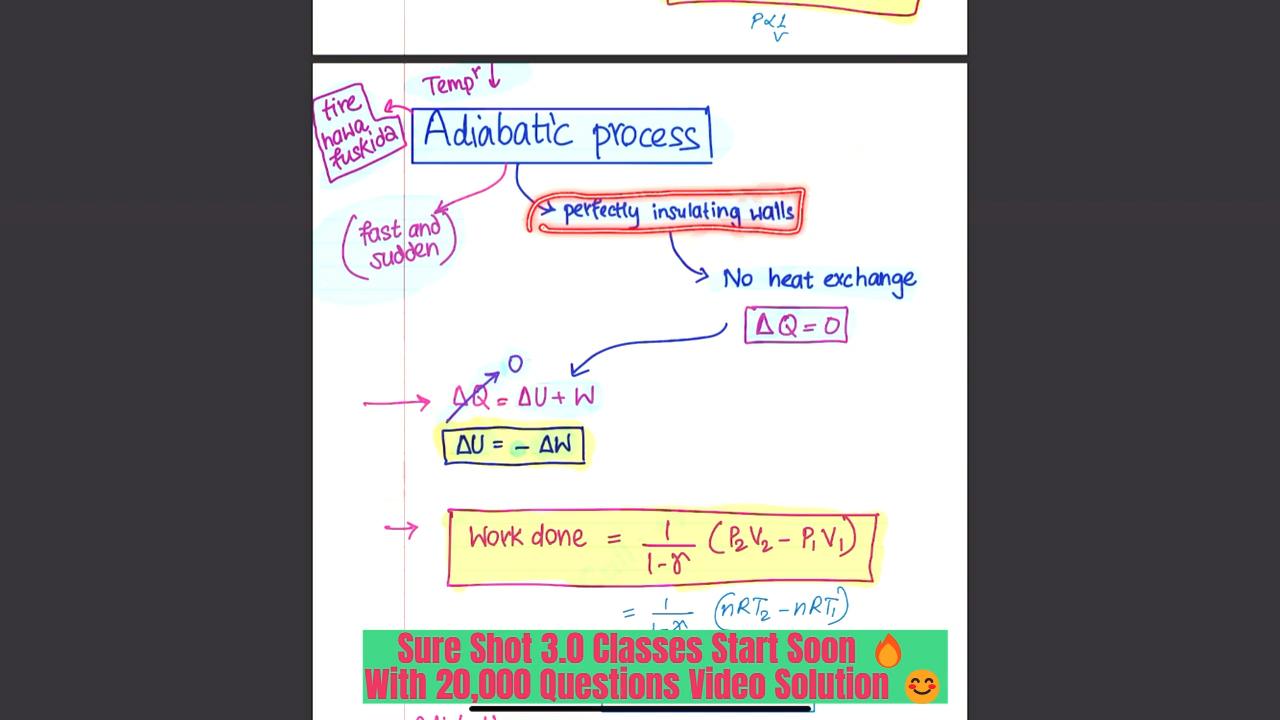 P∝1
V
Tempʳ ↓
tire
hawa
fuskida
Adiabatic process
(fast and
sudden)
→ perfectly insulating walls
→ No heat exchange
ΔQ = 0
0
→ ΔQ = ΔU + W
ΔU = - ΔW
→ Work done = 1/(1-γ) (P₂V₂ - P₁V₁)
= 1/(1-γ) (nRT₂ - nRT₁)
Sure Shot 3.0 Classes Start Soon 🔥
With 20,000 Questions Video Solution 😊